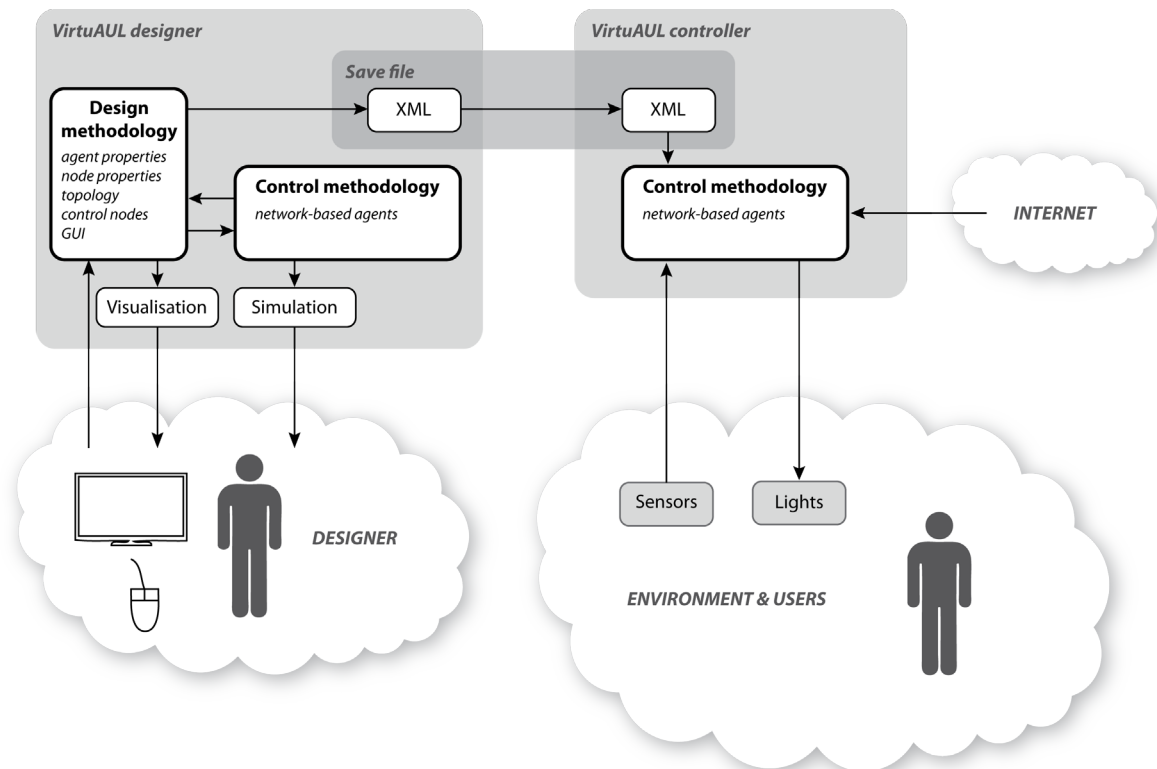 VirtuAUL designer
Save file
XML
Design
methodology
agent properties
node properties
topology
control nodes
GUI
Control methodology
network-based agents
Visualisation
Simulation
DESIGNER
VirtuAUL controller
XML
Control methodology
network-based agents
INTERNET
Sensors
Lights
ENVIRONMENT & USERS